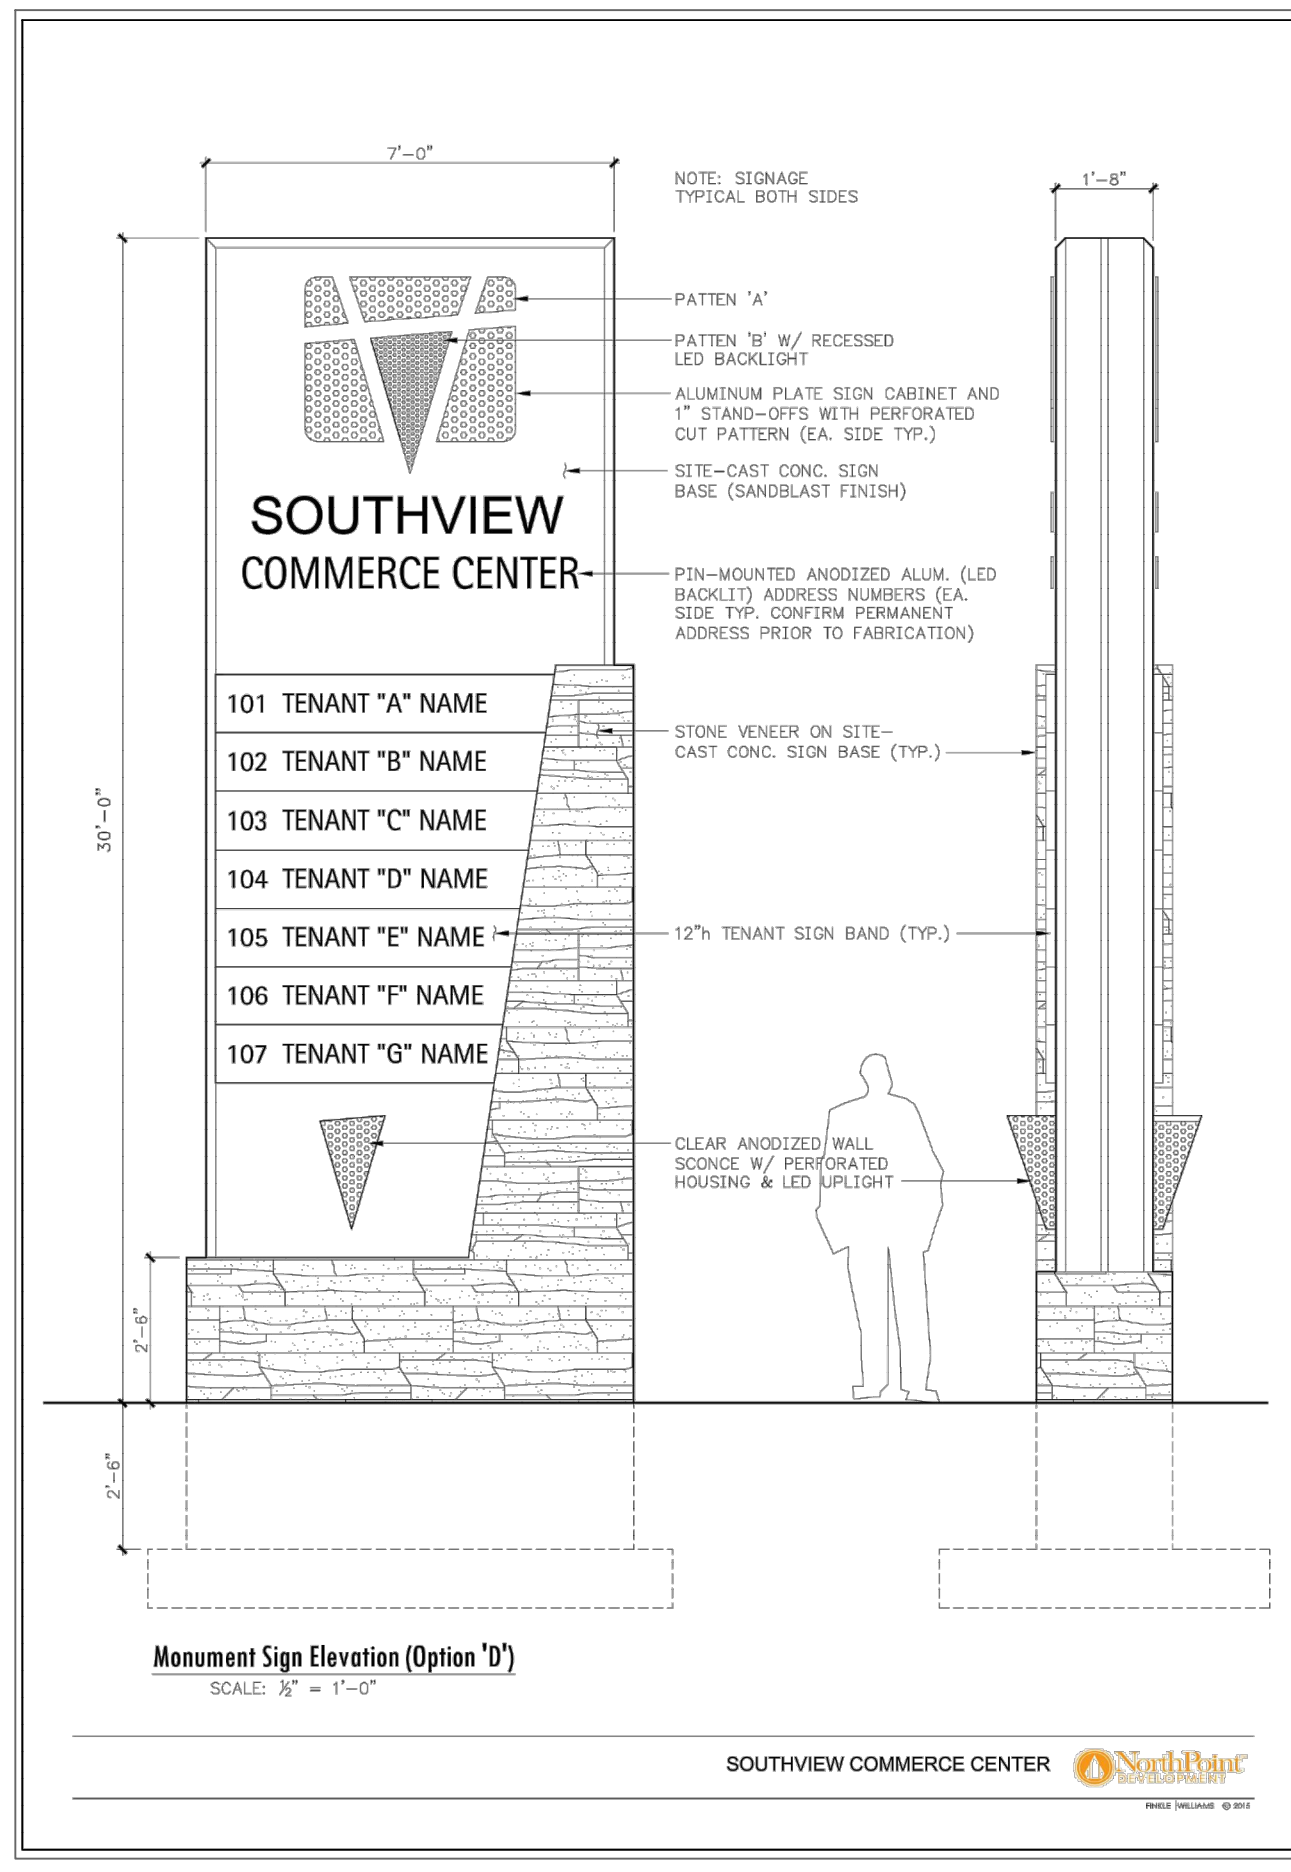 7'-0"
NOTE: SIGNAGE
TYPICAL BOTH SIDES
1'-8"
PATTEN 'A'
PATTEN 'B' W/ RECESSED
LED BACKLIGHT
ALUMINUM PLATE SIGN CABINET AND
1" STAND-OFFS WITH PERFORATED
CUT PATTERN (EA. SIDE TYP.)
SITE-CAST CONC. SIGN
BASE (SANDBLAST FINISH)
SOUTHVIEW
COMMERCE CENTER
PIN-MOUNTED ANODIZED ALUM. (LED
BACKLIT) ADDRESS NUMBERS (EA.
SIDE TYP. CONFIRM PERMANENT
ADDRESS PRIOR TO FABRICATION)
101 TENANT "A" NAME
102 TENANT "B" NAME
103 TENANT "C" NAME
104 TENANT "D" NAME
105 TENANT "E" NAME
106 TENANT "F" NAME
107 TENANT "G" NAME
STONE VENEER ON SITE-
CAST CONC. SIGN BASE (TYP.)
30'-0"
12"h TENANT SIGN BAND (TYP.)
CLEAR ANODIZED WALL
SCONCE W/ PERFORATED
HOUSING & LED UPLIGHT
2'-6"
2'-6"
Monument Sign Elevation (Option 'D')
SCALE: ½" = 1'-0"
SOUTHVIEW COMMERCE CENTER
NorthPoint
DEVELOPMENT
FINKLE | WILLIAMS © 2015